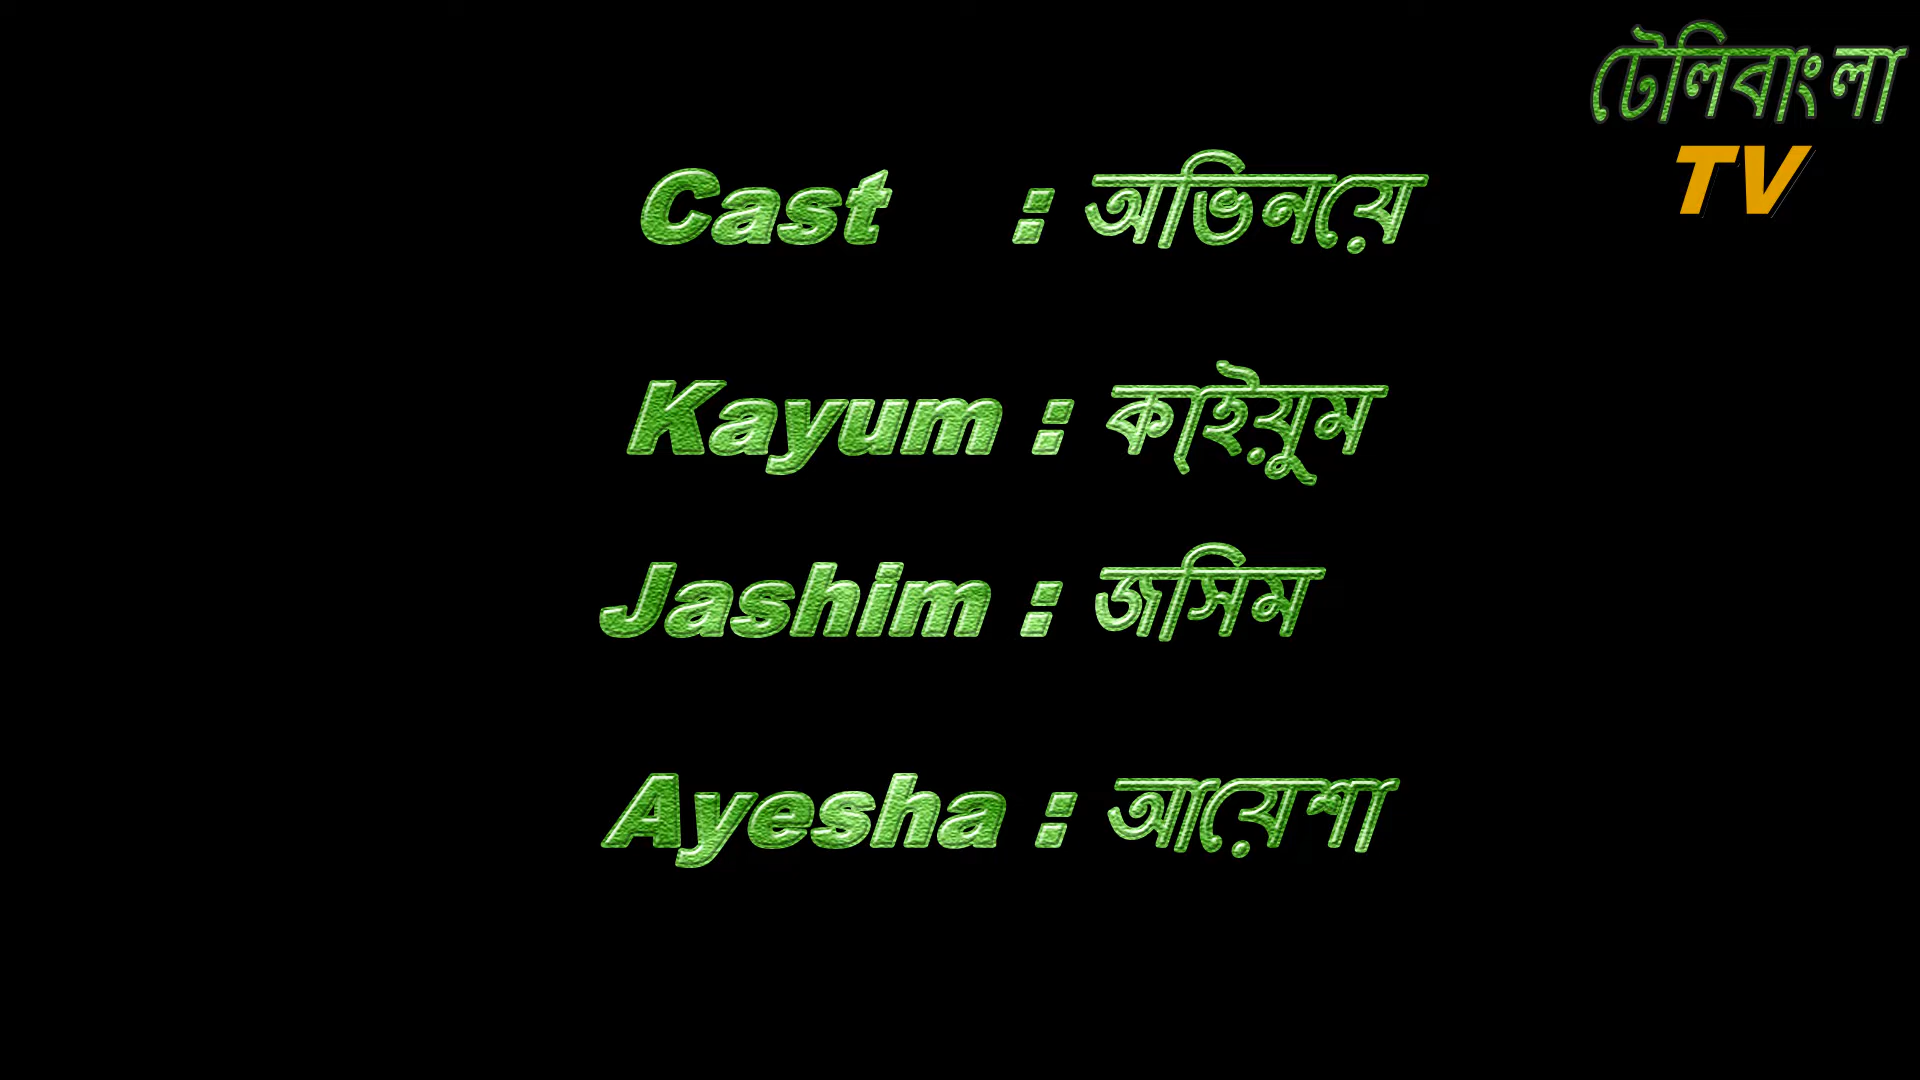 টেলিবাংলা
TV
Cast : অভিনয়ে
Kayum : কা্ইয়ুম
Jashim : জসিম
Ayesha : আয়েশা